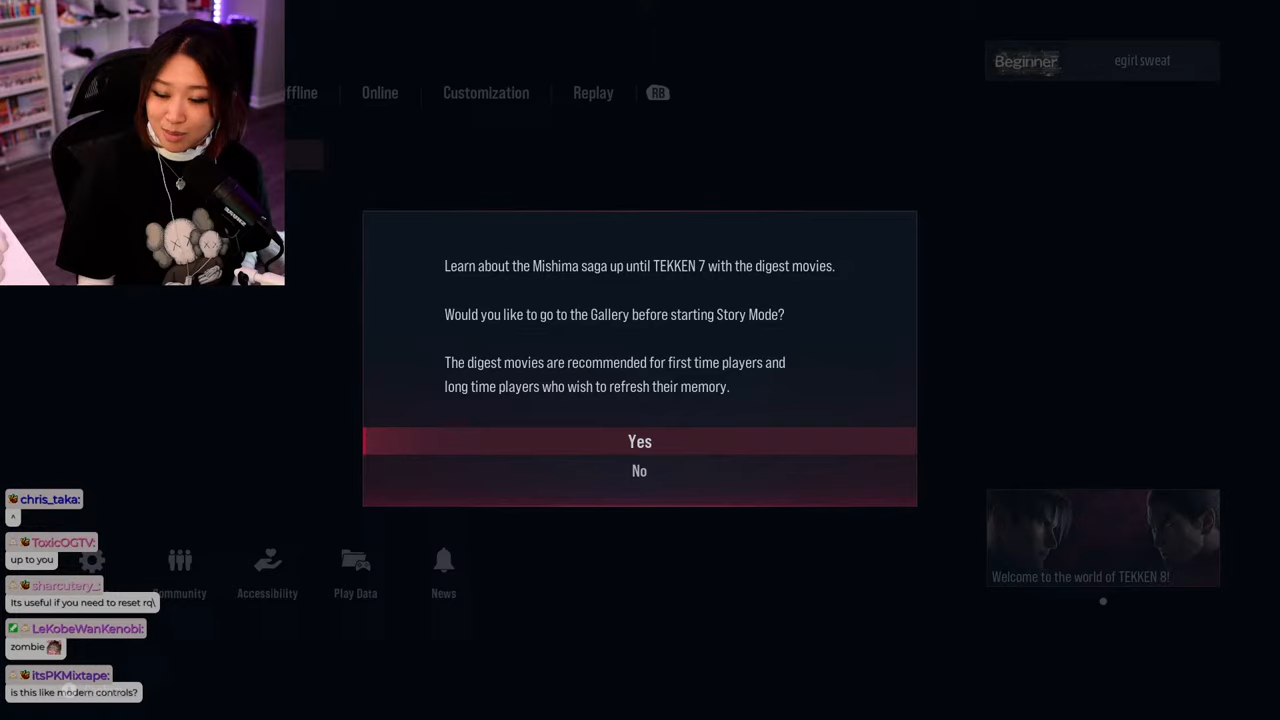 Beginner
egirl sweat
ffline
Online
Customization
Replay
RB
Learn about the Mishima saga up until TEKKEN 7 with the digest movies.
Would you like to go to the Gallery before starting Story Mode?
The digest movies are recommended for first time players and
long time players who wish to refresh their memory.
Yes
No
chris_taka:
^
ToxicOGTV:
up to you
sharcutery_:
Its useful if you need to reset rq\
LeKobeWanKenobi:
zombie
itsPKMixtape:
is this like modern controls?
ommunity
Accessibility
Play Data
News
Welcome to the world of TEKKEN 8!